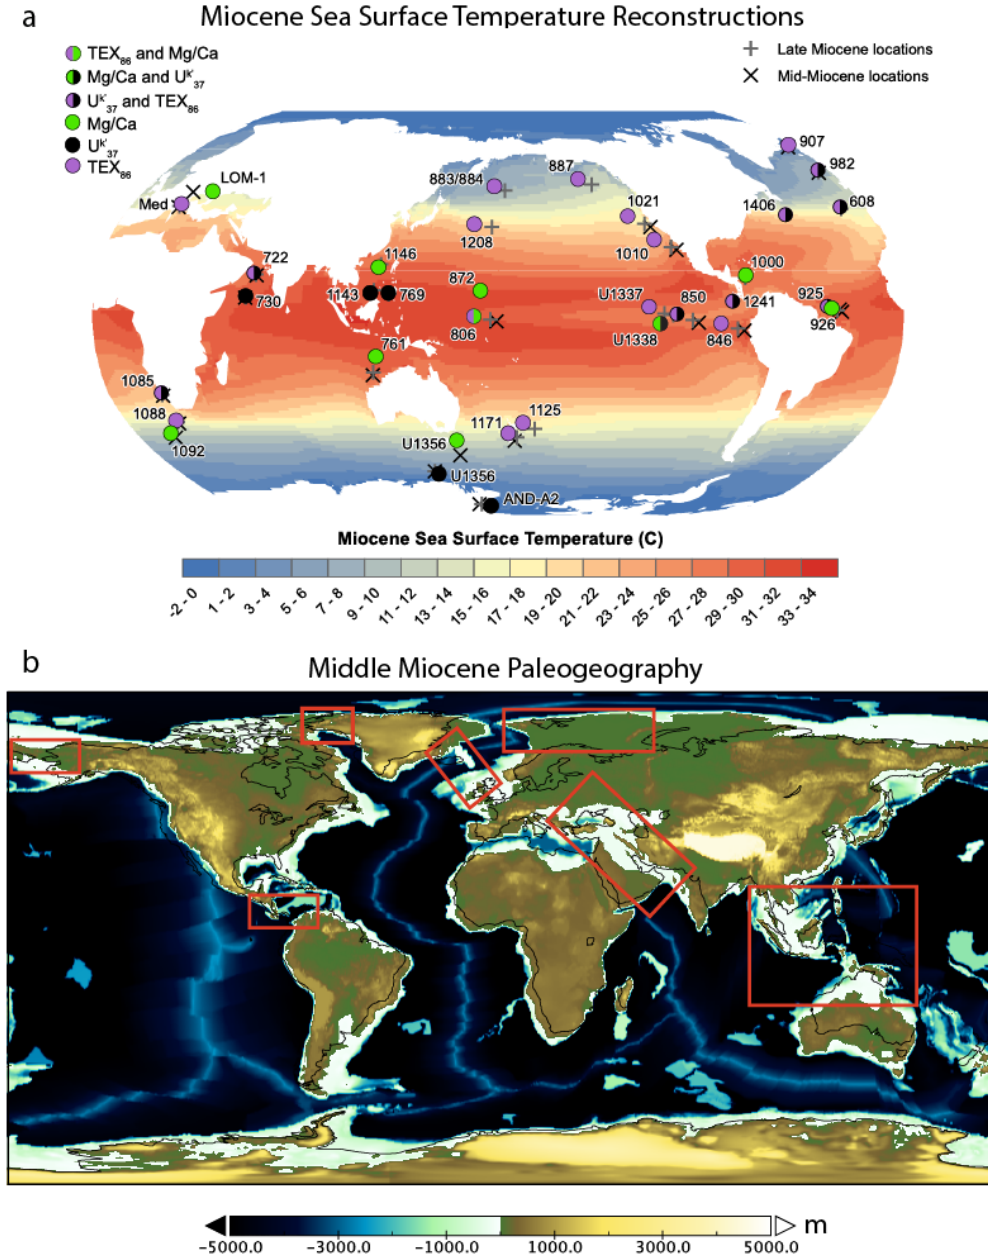 a
Miocene Sea Surface Temperature Reconstructions
TEX86 and Mg/Ca
Mg/Ca and Uk'37
Uk'37 and TEX86
Mg/Ca
Uk'37
TEX86
Late Miocene locations
Mid-Miocene locations
907
982
887
883/884
LOM-1
Med
1406
608
1021
1208
1010
722
1146
1000
872
1143
769
730
U1337
850
1241
925
806
U1338
846
926
761
1085
1088
1125
1171
1092
U1356
U1356
AND-A2
Miocene Sea Surface Temperature (C)
-2 - 0
1 - 2
3 - 4
5 - 6
7 - 8
9 - 10
11 - 12
13 - 14
15 - 16
17 - 18
19 - 20
21 - 22
23 - 24
25 - 26
27 - 28
29 - 30
31 - 32
33 - 34
b
Middle Miocene Paleogeography
m
−5000.0 −3000.0 −1000.0 1000.0 3000.0 5000.0